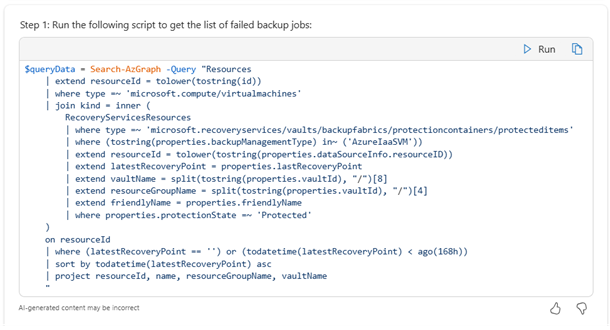 Step 1: Run the following script to get the list of failed backup jobs:
Run
$queryData = Search-AzGraph -Query "Resources
| extend resourceId = tolower(tostring(id))
| where type =~ 'microsoft.compute/virtualmachines'
| join kind = inner (
RecoveryServicesResources
| where type =~ 'microsoft.recoveryservices/vaults/backupfabrics/protectioncontainers/protecteditems'
| where (tostring(properties.backupManagementType) in~ ('AzureIaaSVM'))
| extend resourceId = tolower(tostring(properties.dataSourceInfo.resourceID))
| extend latestRecoveryPoint = properties.lastRecoveryPoint
| extend vaultName = split(tostring(properties.vaultId), "/")[8]
| extend resourceGroupName = split(tostring(properties.vaultId), "/")[4]
| extend friendlyName = properties.friendlyName
| where properties.protectionState =~ 'Protected'
)
on resourceId
| where (latestRecoveryPoint == '') or (todatetime(latestRecoveryPoint) < ago(168h))
| sort by todatetime(latestRecoveryPoint) asc
| project resourceId, name, resourceGroupName, vaultName
"
AI-generated content may be incorrect